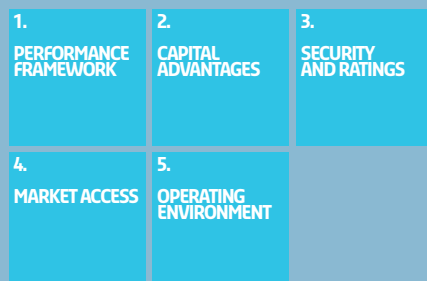 1.
PERFORMANCE
FRAMEWORK
2.
CAPITAL
ADVANTAGES
3.
SECURITY
AND RATINGS
4.
MARKET ACCESS
5.
OPERATING
ENVIRONMENT